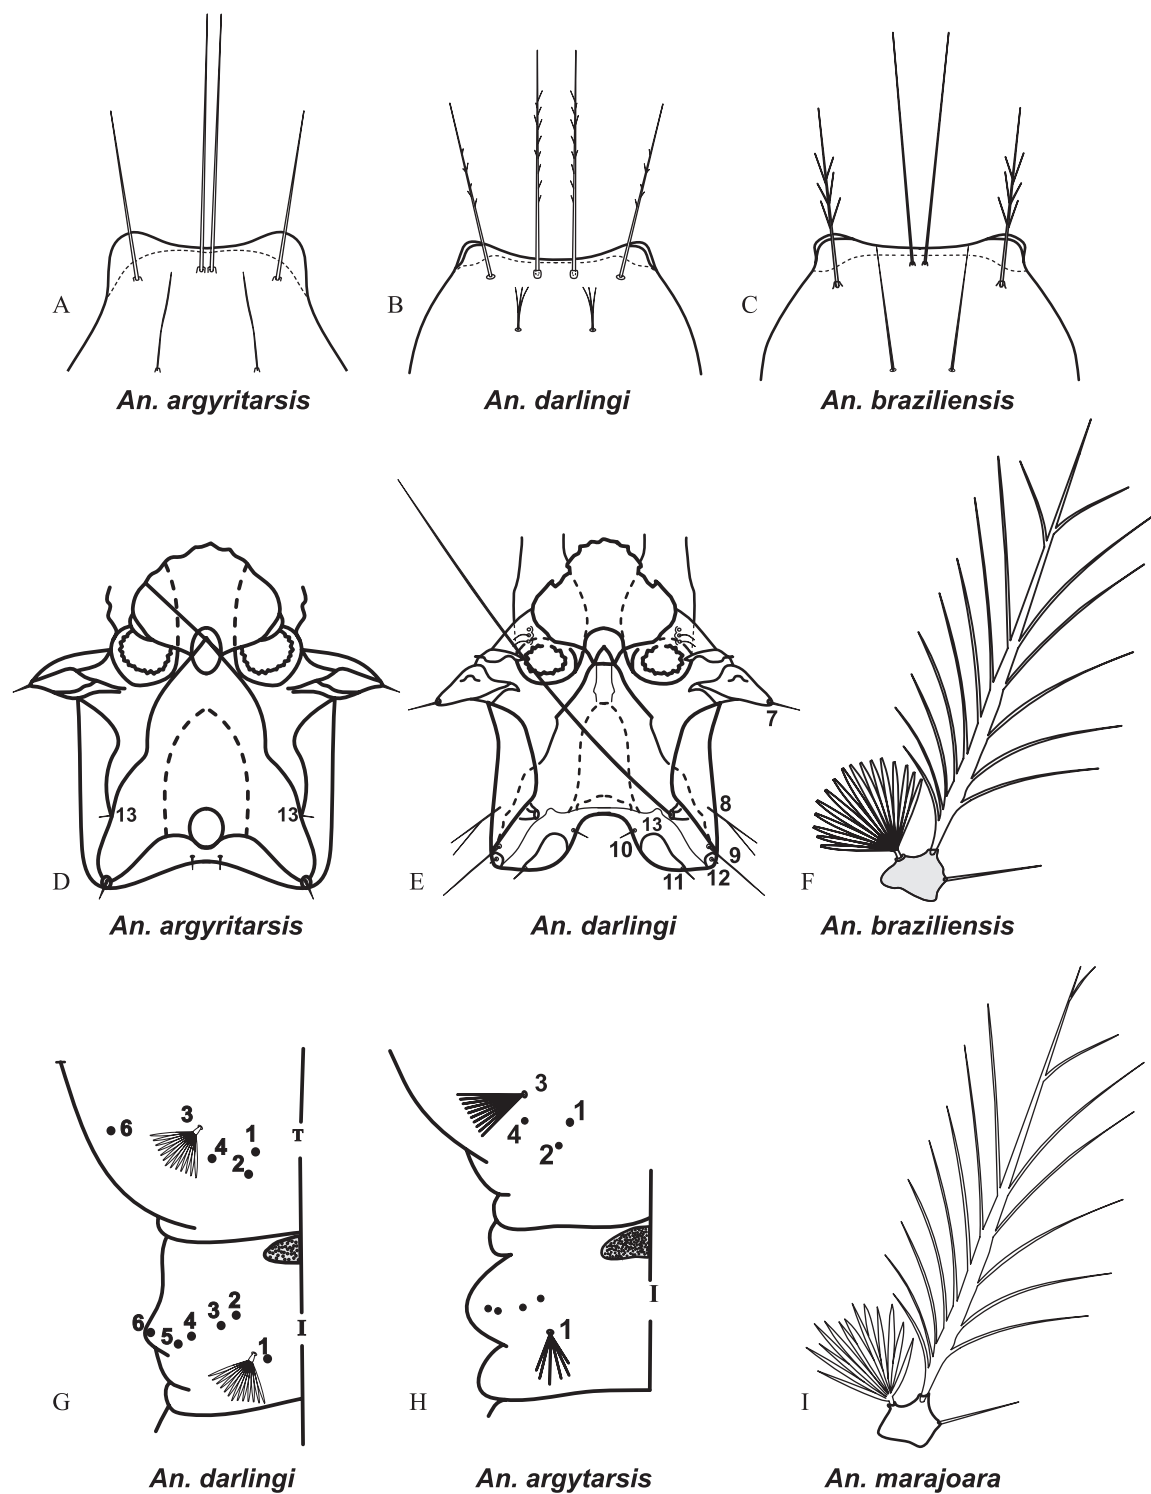 A
B
C
An. argyritarsis
An. darlingi
An. braziliensis
7
13
13
8
13
10
9
11
12
D
E
F
An. argyritarsis
An. darlingi
An. braziliensis
6
3
4
1
2
T
3
4
1
2
6
5
4
3
2
I
1
I
1
G
H
I
An. darlingi
An. argytarsis
An. marajoara